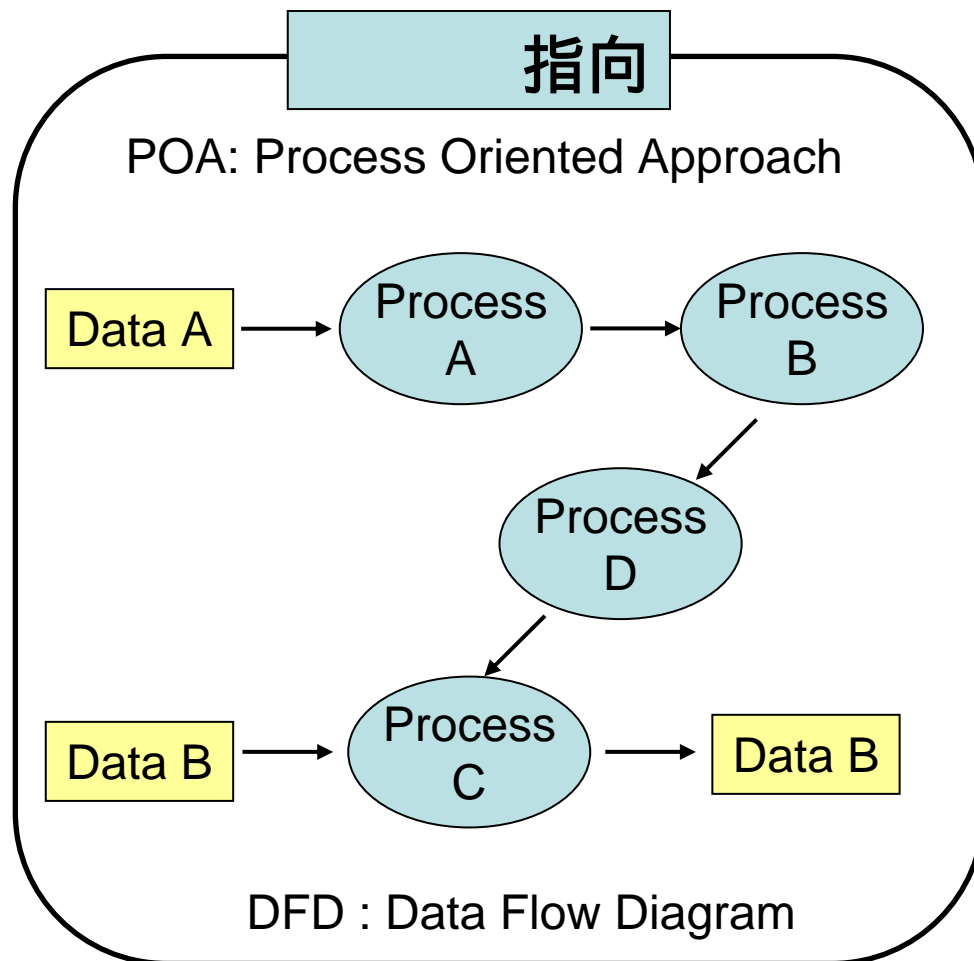 指向
POA: Process Oriented Approach
Data A
Process
A
Process
B
Process
D
Data B
Process
C
Data B
DFD : Data Flow Diagram